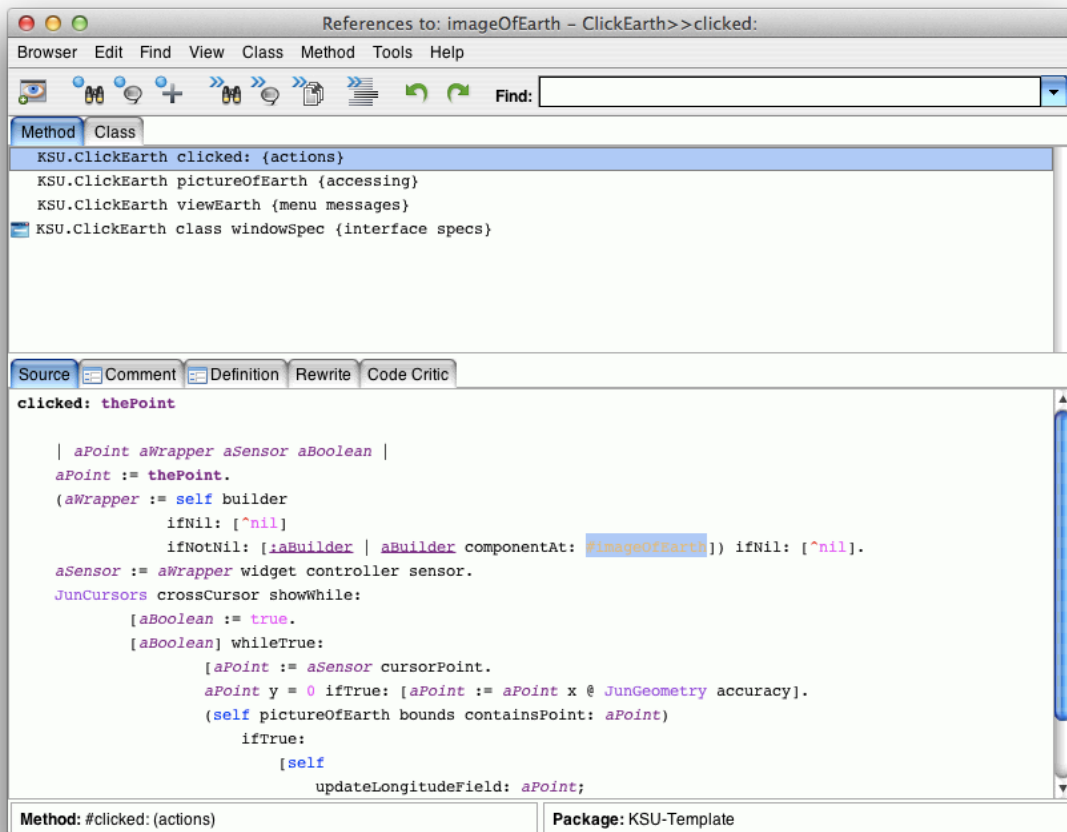 References to: imageOfEarth – ClickEarth>>clicked:
Browser Edit Find View Class Method Tools Help
Find:
Method Class
KSU.ClickEarth clicked: {actions}
KSU.ClickEarth pictureOfEarth {accessing}
KSU.ClickEarth viewEarth {menu messages}
KSU.ClickEarth class windowSpec {interface specs}
Source Comment Definition Rewrite Code Critic
clicked: thePoint
| aPoint aWrapper aSensor aBoolean |
aPoint := thePoint.
(aWrapper := self builder
ifNil: [^nil]
ifNotNil: [:aBuilder | aBuilder componentAt: #imageOfEarth]) ifNil: [^nil].
aSensor := aWrapper widget controller sensor.
JunCursors crossCursor showWhile:
[aBoolean := true.
[aBoolean] whileTrue:
[aPoint := aSensor cursorPoint.
aPoint y = 0 ifTrue: [aPoint := aPoint x @ JunGeometry accuracy].
(self pictureOfEarth bounds containsPoint: aPoint)
ifTrue:
[self
updateLongitudeField: aPoint;
Method: #clicked: (actions)
Package: KSU-Template